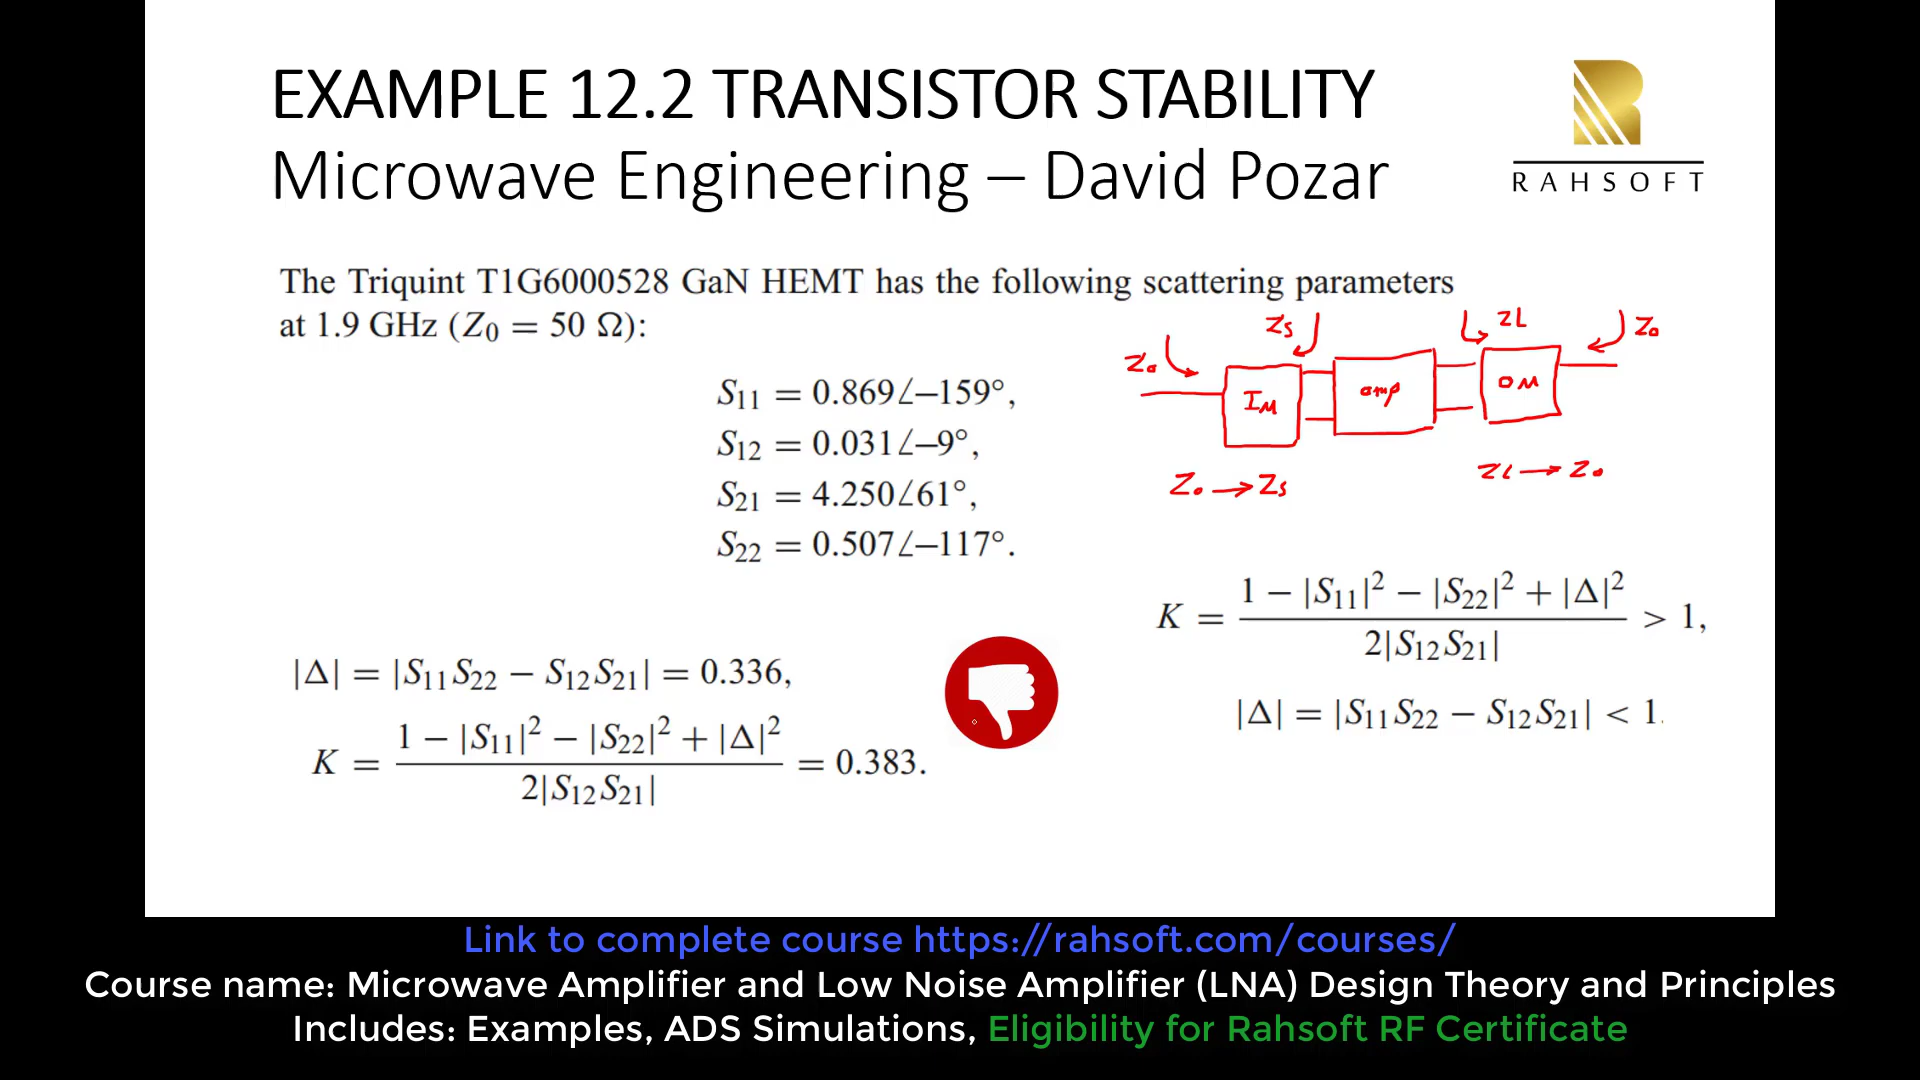 EXAMPLE 12.2 TRANSISTOR STABILITY
Microwave Engineering – David Pozar
RAHSOFT
The Triquint T1G6000528 GaN HEMT has the following scattering parameters
at 1.9 GHz (Z0 = 50 Ω):
S11 = 0.869∠–159°,
S12 = 0.031∠–9°,
S21 = 4.250∠61°,
S22 = 0.507∠–117°.
Zo
Zs
ZL
Zo
IM
amp
OM
Zo → Zs
ZL → Zo
|Δ| = |S11S22 − S12S21| = 0.336,
K = (1 − |S11|² − |S22|² + |Δ|²) / (2|S12S21|) = 0.383.
K = (1 − |S11|² − |S22|² + |Δ|²) / (2|S12S21|) > 1,
|Δ| = |S11S22 − S12S21| < 1.
Link to complete course https://rahsoft.com/courses/
Course name: Microwave Amplifier and Low Noise Amplifier (LNA) Design Theory and Principles
Includes: Examples, ADS Simulations, Eligibility for Rahsoft RF Certificate